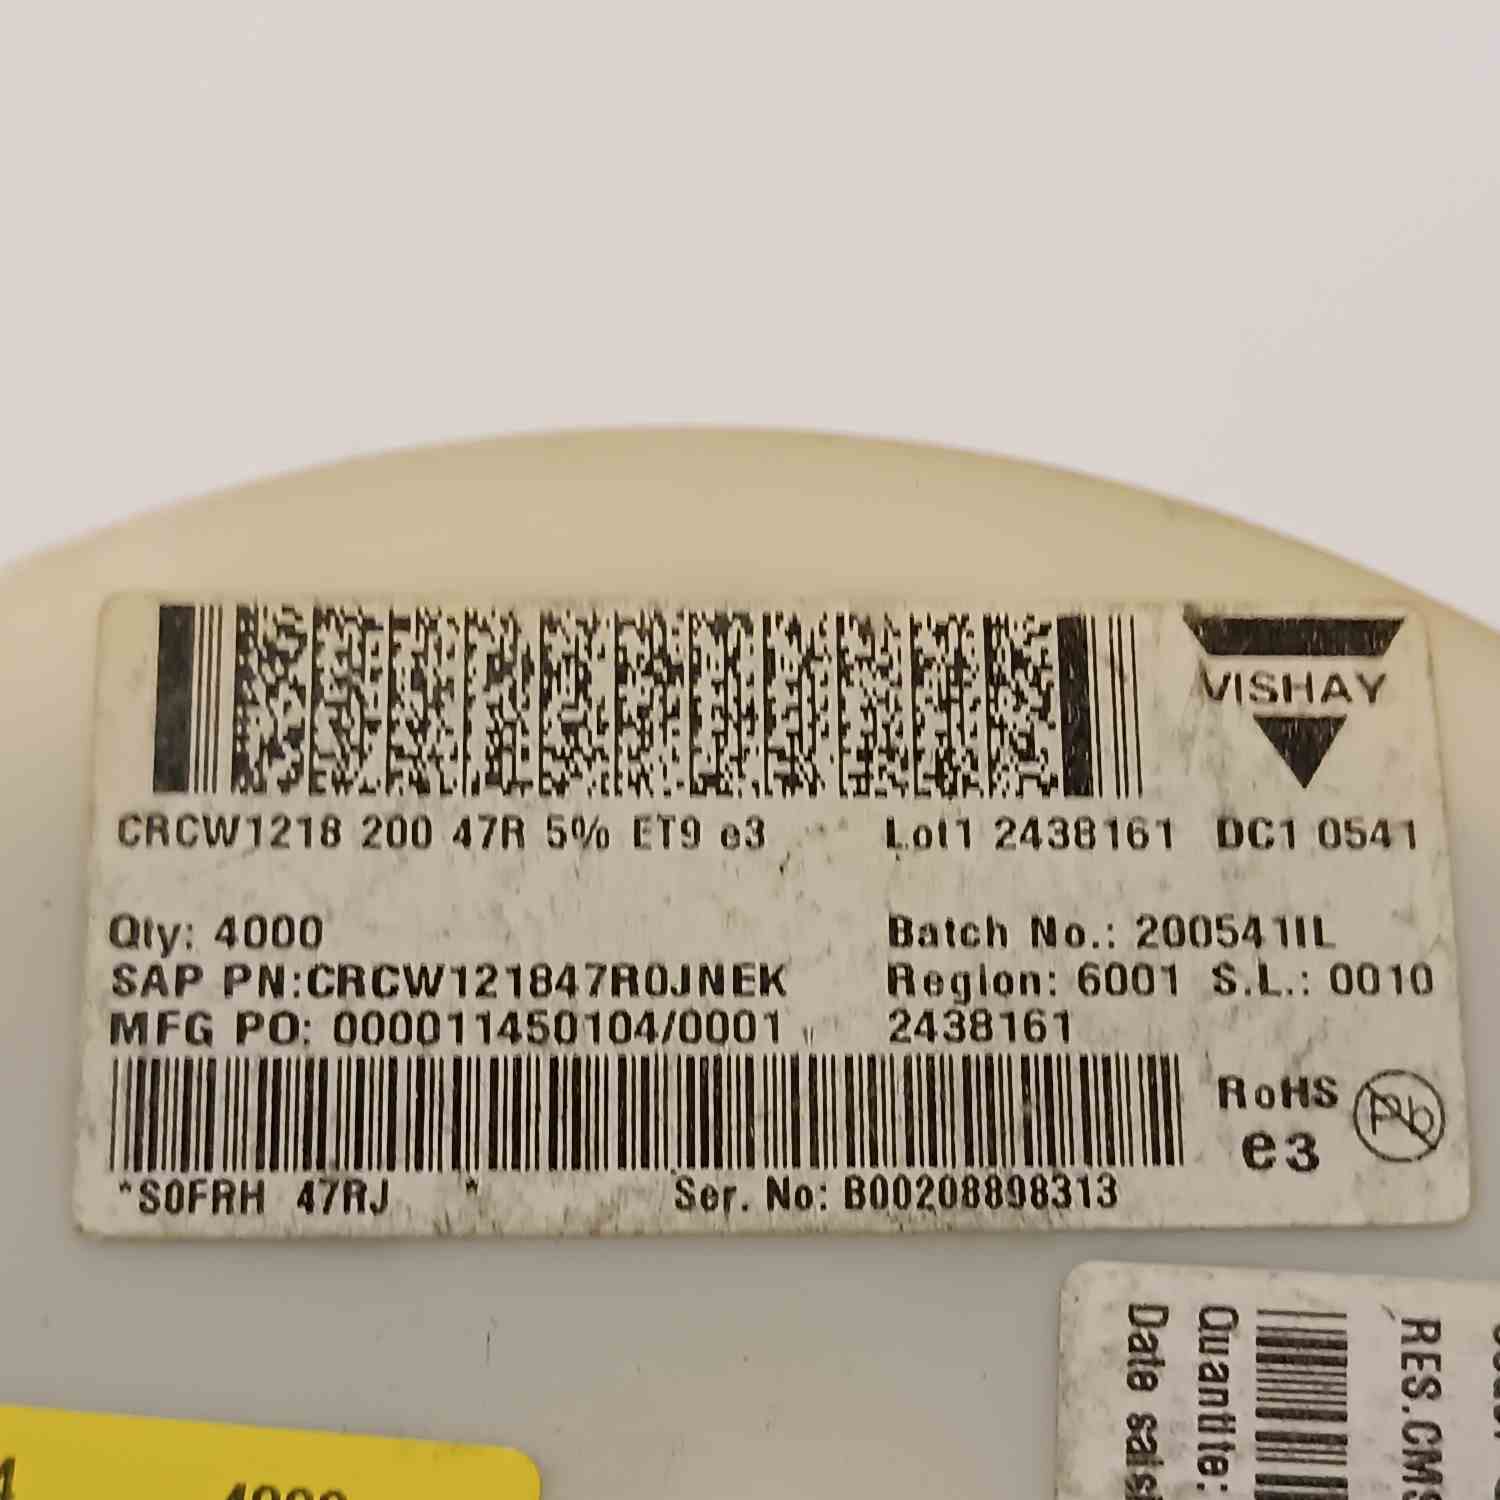 VISHAY
CRCW1218 200 47R 5% ET9 e3
Lot1 2438161 DC1 0541
Qty: 4000
Batch No.: 200541IL
SAP PN:CRCW121847R0JNEK
Region: 6001 S.L.: 0010
MFG PO: 000011450104/0001
2438161
RoHS
e3
Pb
*S0FRH 47RJ *
Ser. No: B00208898313
RES.CMS
Quantite:
Date
4000